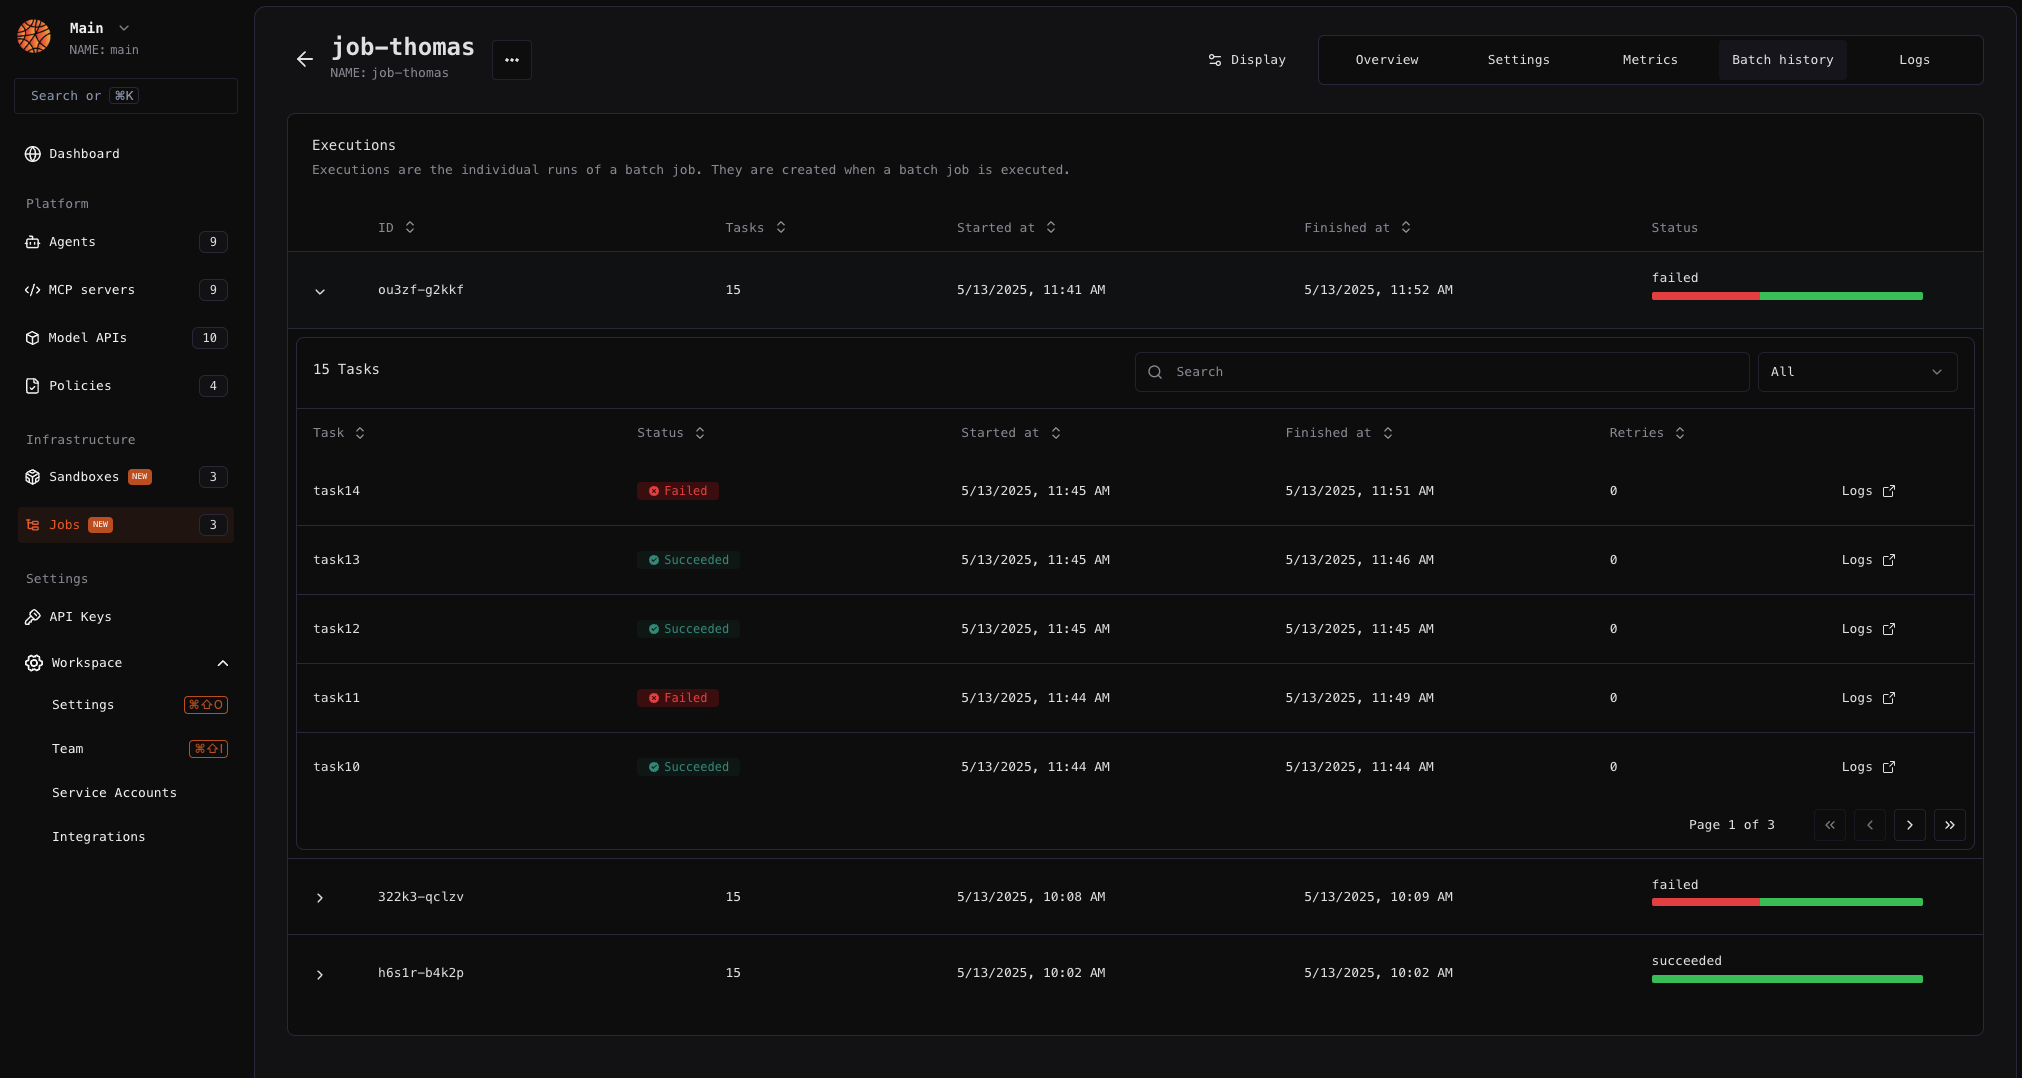 Main
NAME: main
Search or ⌘K
Dashboard
Platform
Agents 9
MCP servers 9
Model APIs 10
Policies 4
Infrastructure
Sandboxes NEW 3
Jobs NEW 3
Settings
API Keys
Workspace
Settings ⌘⇧O
Team ⌘⇧I
Service Accounts
Integrations
job-thomas
NAME: job-thomas
Display
Overview Settings Metrics Batch history Logs
Executions
Executions are the individual runs of a batch job. They are created when a batch job is executed.
ID Tasks Started at Finished at Status
ou3zf-g2kkf 15 5/13/2025, 11:41 AM 5/13/2025, 11:52 AM failed
15 Tasks Search All
Task Status Started at Finished at Retries
task14 Failed 5/13/2025, 11:45 AM 5/13/2025, 11:51 AM 0 Logs
task13 Succeeded 5/13/2025, 11:45 AM 5/13/2025, 11:46 AM 0 Logs
task12 Succeeded 5/13/2025, 11:45 AM 5/13/2025, 11:45 AM 0 Logs
task11 Failed 5/13/2025, 11:44 AM 5/13/2025, 11:49 AM 0 Logs
task10 Succeeded 5/13/2025, 11:44 AM 5/13/2025, 11:44 AM 0 Logs
Page 1 of 3
322k3-qclzv 15 5/13/2025, 10:08 AM 5/13/2025, 10:09 AM failed
h6s1r-b4k2p 15 5/13/2025, 10:02 AM 5/13/2025, 10:02 AM succeeded